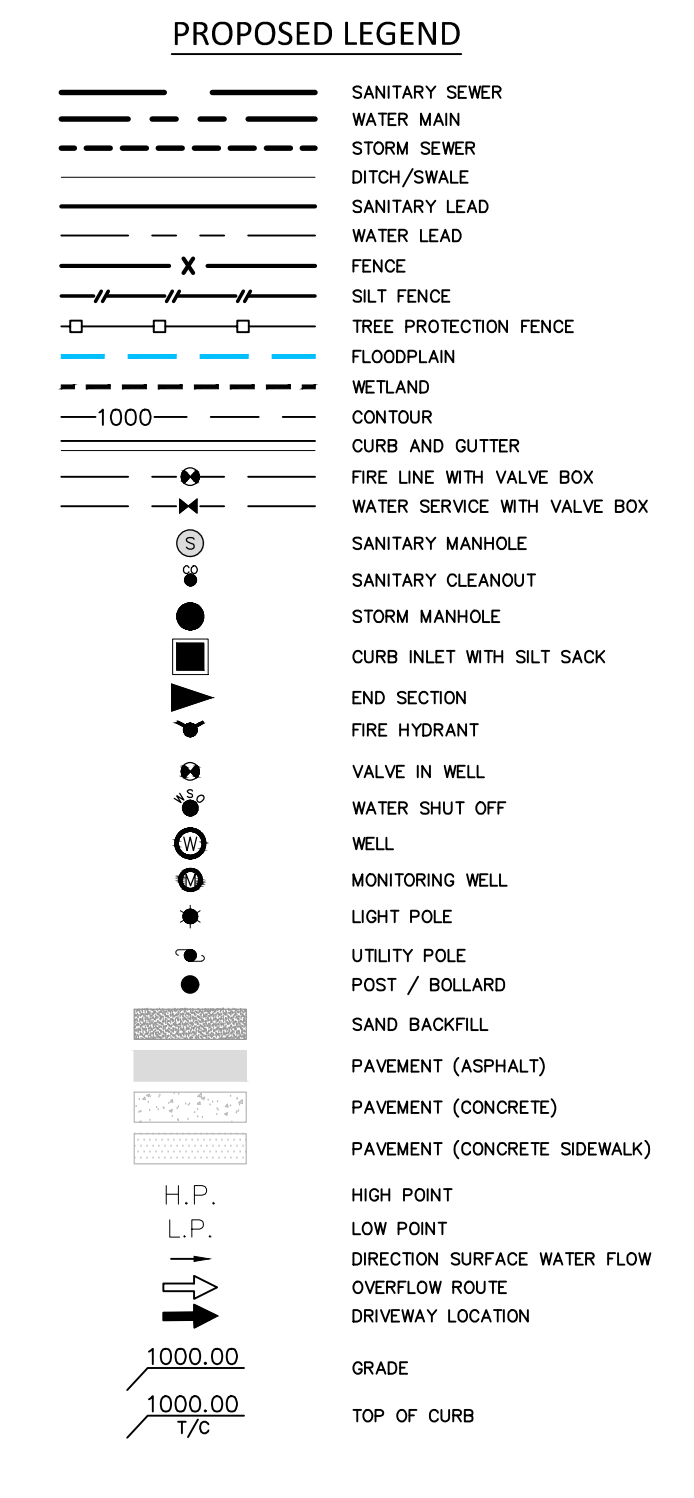 PROPOSED LEGEND
SANITARY SEWER
WATER MAIN
STORM SEWER
DITCH/SWALE
SANITARY LEAD
WATER LEAD
X FENCE
SILT FENCE
TREE PROTECTION FENCE
FLOODPLAIN
WETLAND
1000 CONTOUR
CURB AND GUTTER
FIRE LINE WITH VALVE BOX
WATER SERVICE WITH VALVE BOX
S SANITARY MANHOLE
CO SANITARY CLEANOUT
STORM MANHOLE
CURB INLET WITH SILT SACK
END SECTION
FIRE HYDRANT
VALVE IN WELL
WSO WATER SHUT OFF
W WELL
M MONITORING WELL
LIGHT POLE
UTILITY POLE
POST / BOLLARD
SAND BACKFILL
PAVEMENT (ASPHALT)
PAVEMENT (CONCRETE)
PAVEMENT (CONCRETE SIDEWALK)
H.P. HIGH POINT
L.P. LOW POINT
DIRECTION SURFACE WATER FLOW
OVERFLOW ROUTE
DRIVEWAY LOCATION
1000.00 GRADE
1000.00
T/C TOP OF CURB